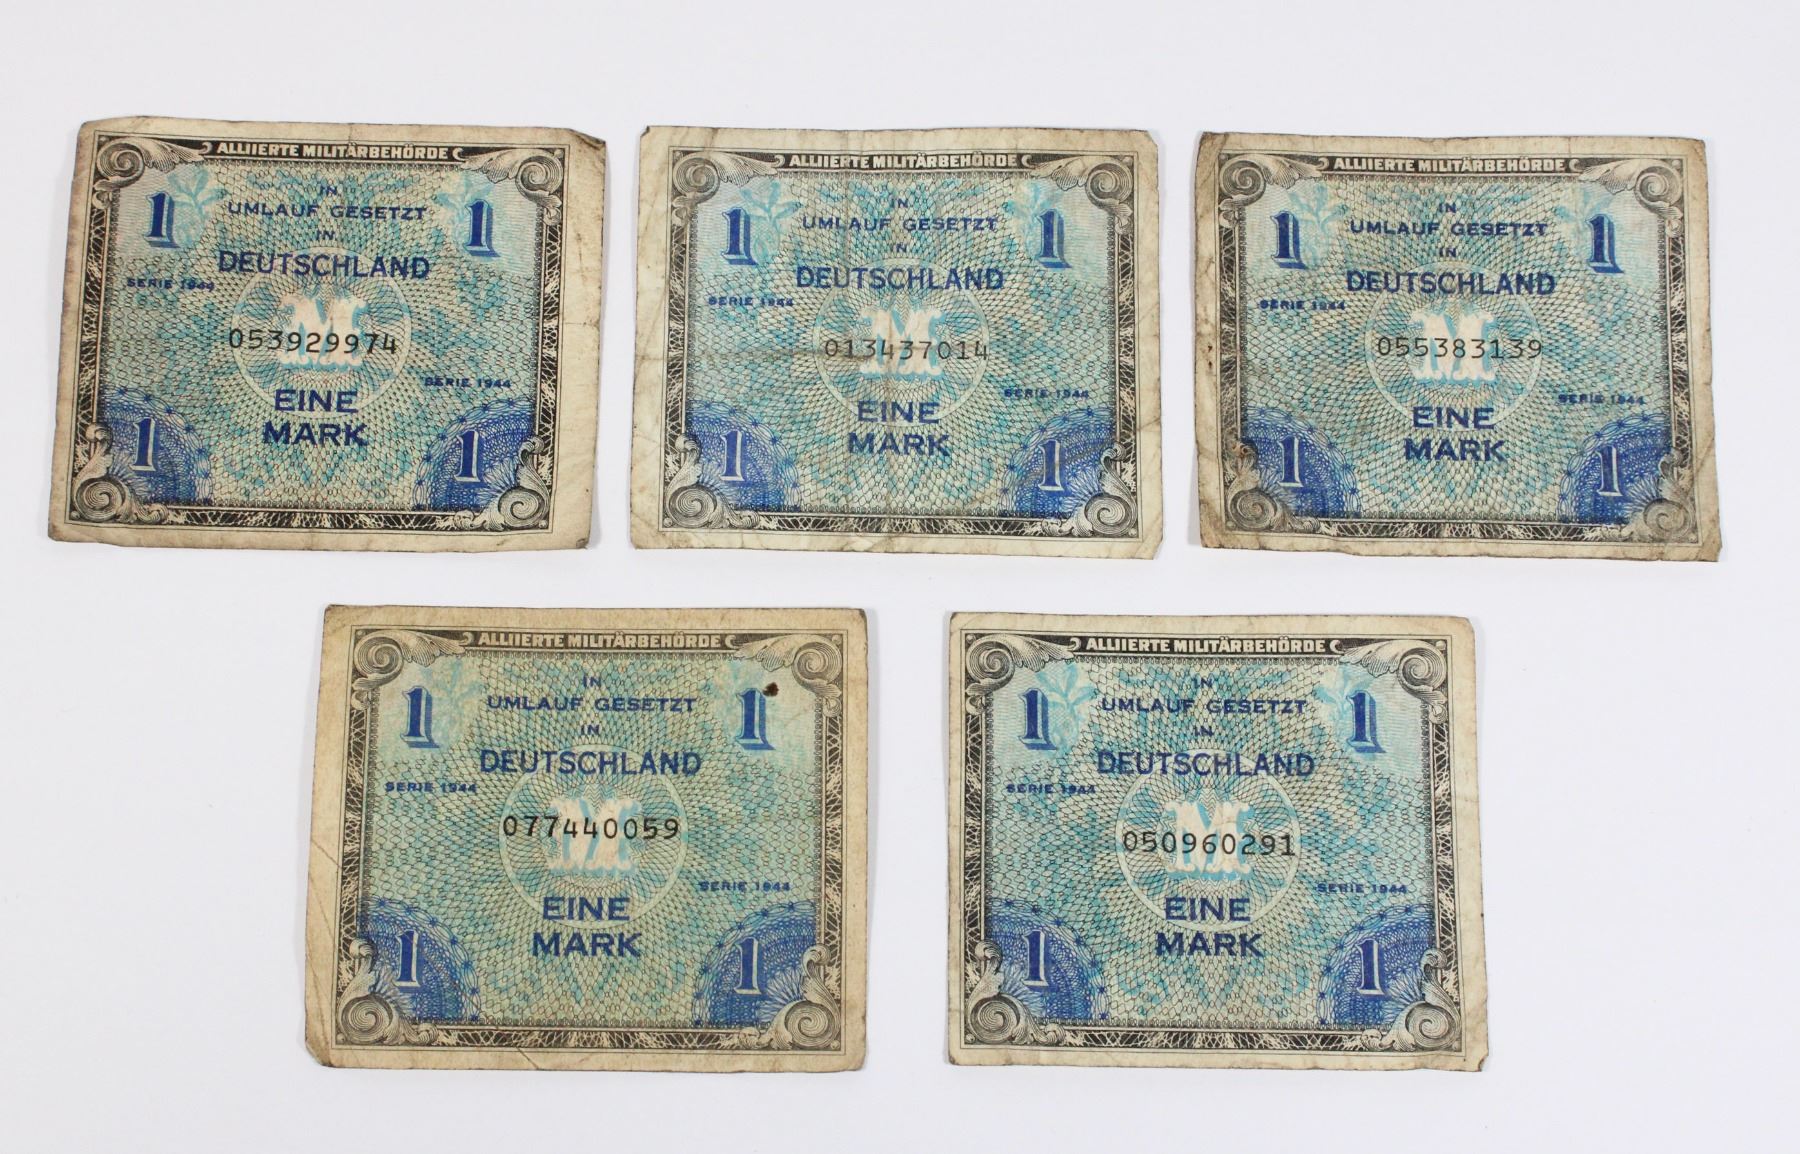 ALLIIERTE MILITÄRBEHÖRDE
1 1
IN
UMLAUF GESETZT
IN
DEUTSCHLAND
SERIE 1944
053929974
SERIE 1944
EINE
MARK
1 1
ALLIIERTE MILITÄRBEHÖRDE
1 1
IN
UMLAUF GESETZT
IN
DEUTSCHLAND
SERIE 1944
M
013437014
SERIE 1944
EINE
MARK
1 1
ALLIIERTE MILITÄRBEHÖRDE
1 1
IN
UMLAUF GESETZT
IN
DEUTSCHLAND
SERIE 1944
M
055383139
SERIE 1944
EINE
MARK
1 1
ALLIIERTE MILITÄRBEHÖRDE
1 1
IN
UMLAUF GESETZT
IN
DEUTSCHLAND
SERIE 1944
M
077440059
SERIE 1944
EINE
MARK
1 1
ALLIIERTE MILITÄRBEHÖRDE
1 1
IN
UMLAUF GESETZT
IN
DEUTSCHLAND
SERIE 1944
M
050960291
SERIE 1944
EINE
MARK
1 1